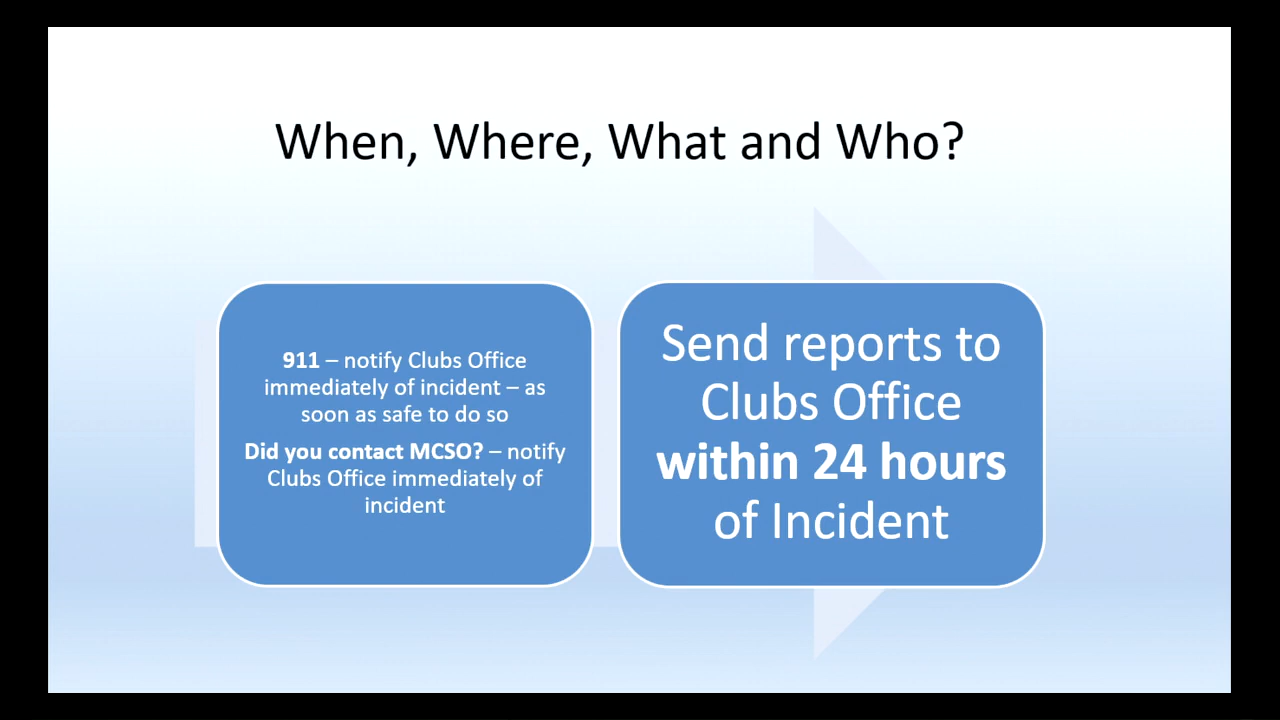 When, Where, What and Who?
911 – notify Clubs Office
immediately of incident – as
soon as safe to do so
Did you contact MCSO? – notify
Clubs Office immediately of
incident
Send reports to
Clubs Office
within 24 hours
of Incident